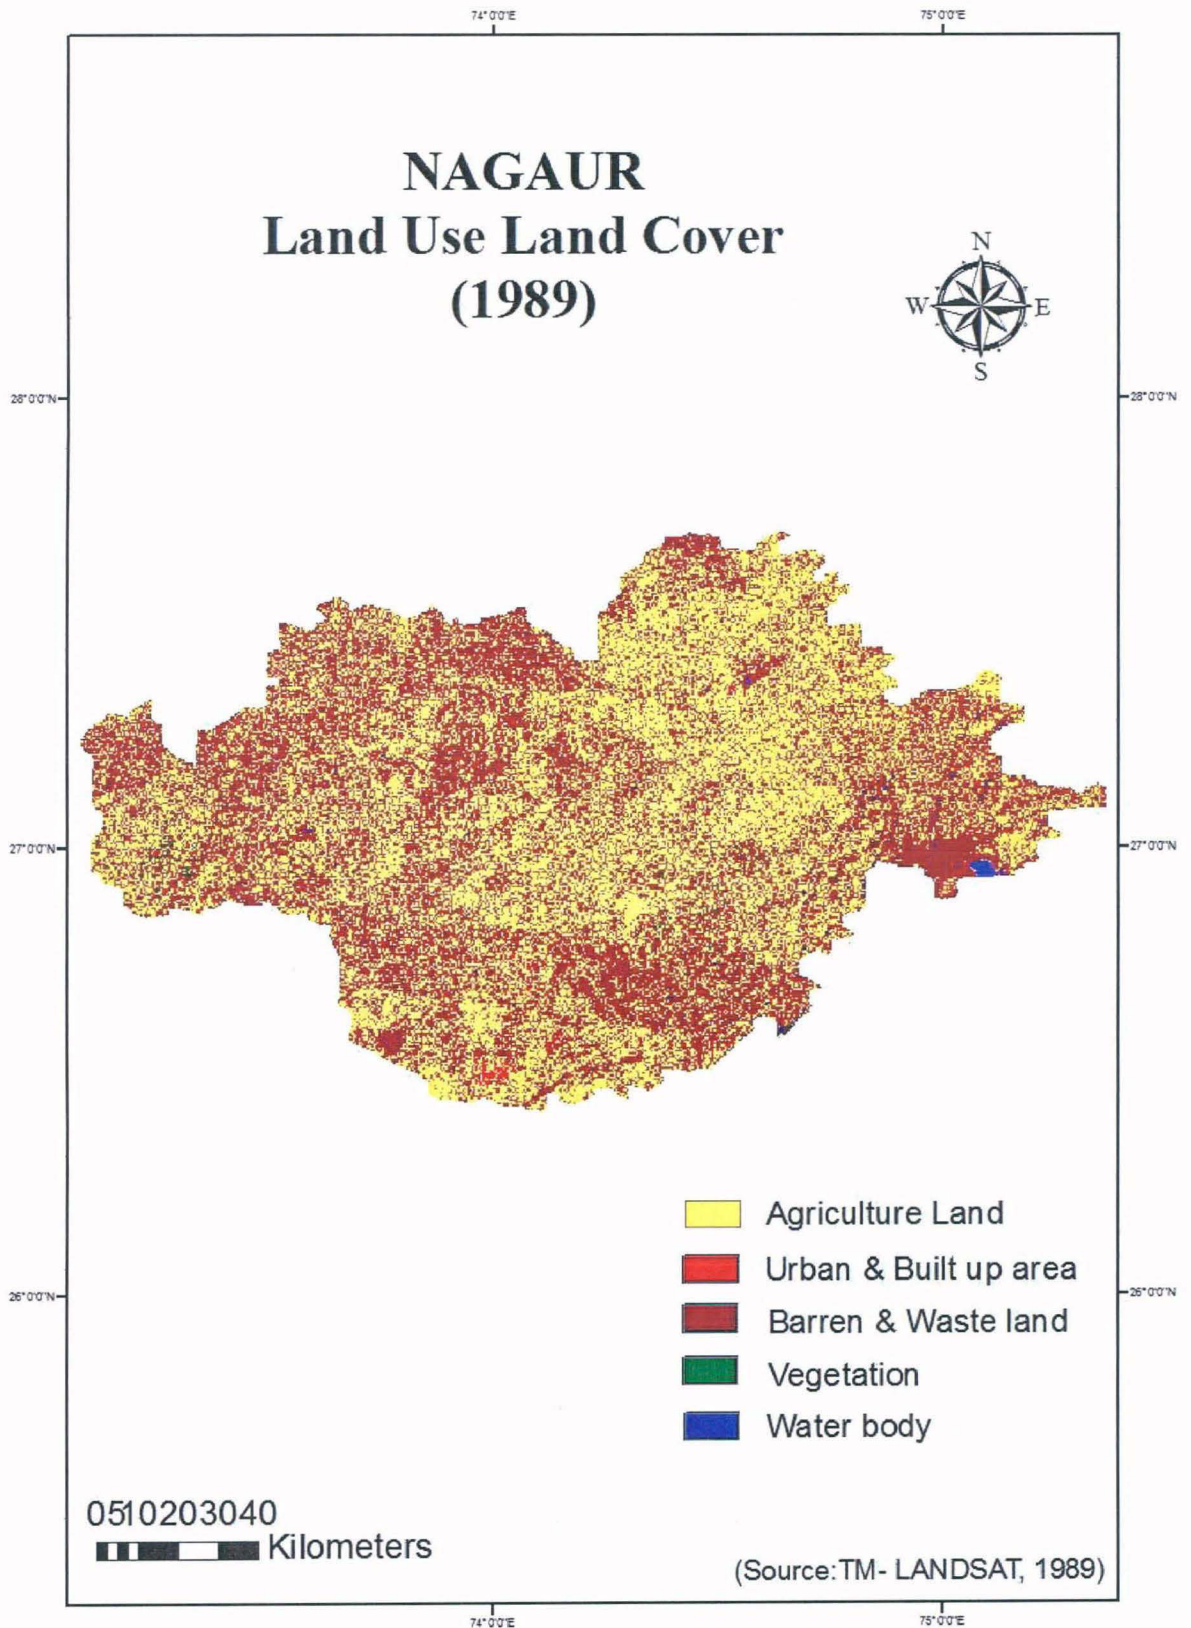 74°0'0"E 75°0'0"E
NAGAUR
Land Use Land Cover
(1989)
N
W E
S
28°0'0"N 28°0'0"N
27°0'0"N 27°0'0"N
Agriculture Land
Urban & Built up area
26°0'0"N 26°0'0"N
Barren & Waste land
Vegetation
Water body
0510203040
Kilometers
(Source:TM- LANDSAT, 1989)
74°0'0"E 75°0'0"E